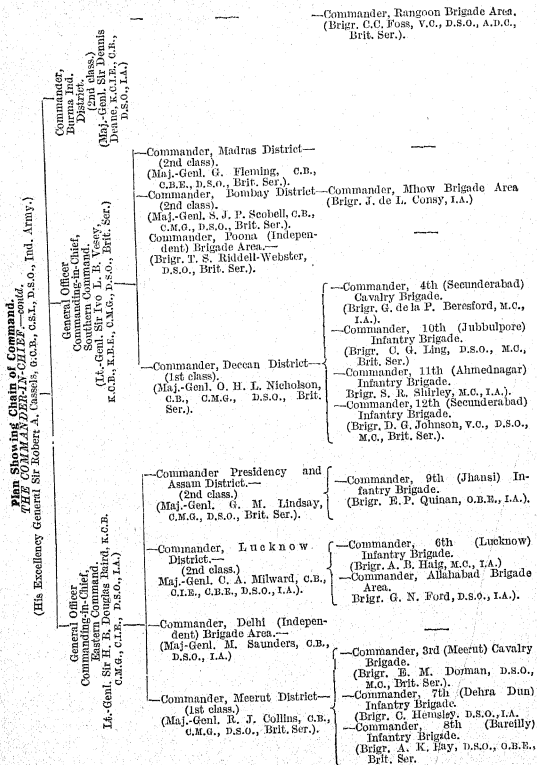 Plan Showing Chain of Command.
THE COMMANDER-IN-CHIEF.—contd.
(His Excellency General Sir Robert A. Cassels, G.C.B., C.S.I., D.S.O., Ind. Army.)
Commander,
Burma Ind.
District.
(2nd class.)
(Maj.-Genl. Sir Dennis
Deane, K.C.I.E., C.B.,
D.S.O., I.A.)
—Commander, Rangoon Brigade Area.
(Brigr. C.C. Foss, V.C., D.S.O., A.D.C.,
Brit. Ser.).
General Officer
Commanding-in-Chief,
Southern Command.
(Lt.-Genl. Sir Ivo L. B. Vesey,
K.C.B., K.B.E., C.M.G., D.S.O., Brit. Ser.)
—Commander, Madras District—
(2nd class).
(Maj.-Genl. G. Fleming, C.B.,
C.B.E., D.S.O., Brit. Ser.).
—Commander, Bombay District—
(2nd class).
(Maj.-Genl. S. J. P. Scobell, C.B.,
C.M.G., D.S.O., Brit. Ser.).
—Commander, Mhow Brigade Area
(Brigr. J. de L. Consy, I.A.)
Commander, Poona (Indepen-
dent) Brigade Area.—
(Brigr. T. S. Riddell-Webster,
D.S.O., Brit. Ser.).
—Commander, Deccan District—
(1st class).
(Maj.-Genl. O. H. L. Nicholson,
C.B., C.M.G., D.S.O., Brit.
Ser.).
—Commander, 4th (Secunderabad)
Cavalry Brigade.
(Brigr. G. de la P. Beresford, M.C.,
I.A.).
—Commander, 10th (Jubbulpore)
Infantry Brigade.
(Brigr. C. G. Ling, D.S.O., M.C.,
Brit. Ser.)
—Commander, 11th (Ahmednagar)
Infantry Brigade.
Brigr. S. R. Shirley, M.C., I.A.).
—Commander, 12th (Secunderabad)
Infantry Brigade.
(Brigr. D. G. Johnson, V.C., D.S.O.,
M.C., Brit. Ser.).
General Officer
Commanding-in-Chief,
Eastern Command.
Lt.-Genl. Sir H. B. Douglas Baird, K.C.B.
C.M.G., C.I.E., D.S.O., I.A.)
—Commander Presidency and
Assam District.—
(2nd class.)
(Maj.-Genl. G. M. Lindsay,
C.M.G., D.S.O., Brit. Ser.).
—Commander, 9th (Jhansi) In-
fantry Brigade.
(Brigr. E. P. Quinan, O.B.E., I.A.).
—Commander, Lucknow
District.—
(2nd class.)
Maj.-Genl. C. A. Milward, C.B.,
C.I.E., C.B.E., D.S.O., I.A.).
—Commander, 6th (Lucknow)
Infantry Brigade.
(Brigr. A. B. Haig, M.C., I.A.)
—Commander, Allahabad Brigade
Area.
Brigr. G. N. Ford, D.S.O., I.A.).
—Commander, Delhi (Indepen-
dent) Brigade Area.—
(Maj.-Genl. M. Saunders, C.B.,
D.S.O., I.A.)
—Commander, Meerut District—
(1st class.)
(Maj.-Genl. R. J. Collins, C.B.,
C.M.G., D.S.O., Brit. Ser.).
—Commander, 3rd (Meerut) Cavalry
Brigade.
(Brigr. E. M. Dorman, D.S.O.,
M.C., Brit. Ser.).
—Commander, 7th (Dehra Dun)
Infantry Brigade.
(Brigr. C. Hemsley, D.S.O., I.A.
—Commander, 8th (Bareilly)
Infantry Brigade.
(Brigr. A. K. Hay, D.S.O., O.B.E.,
Brit. Ser.